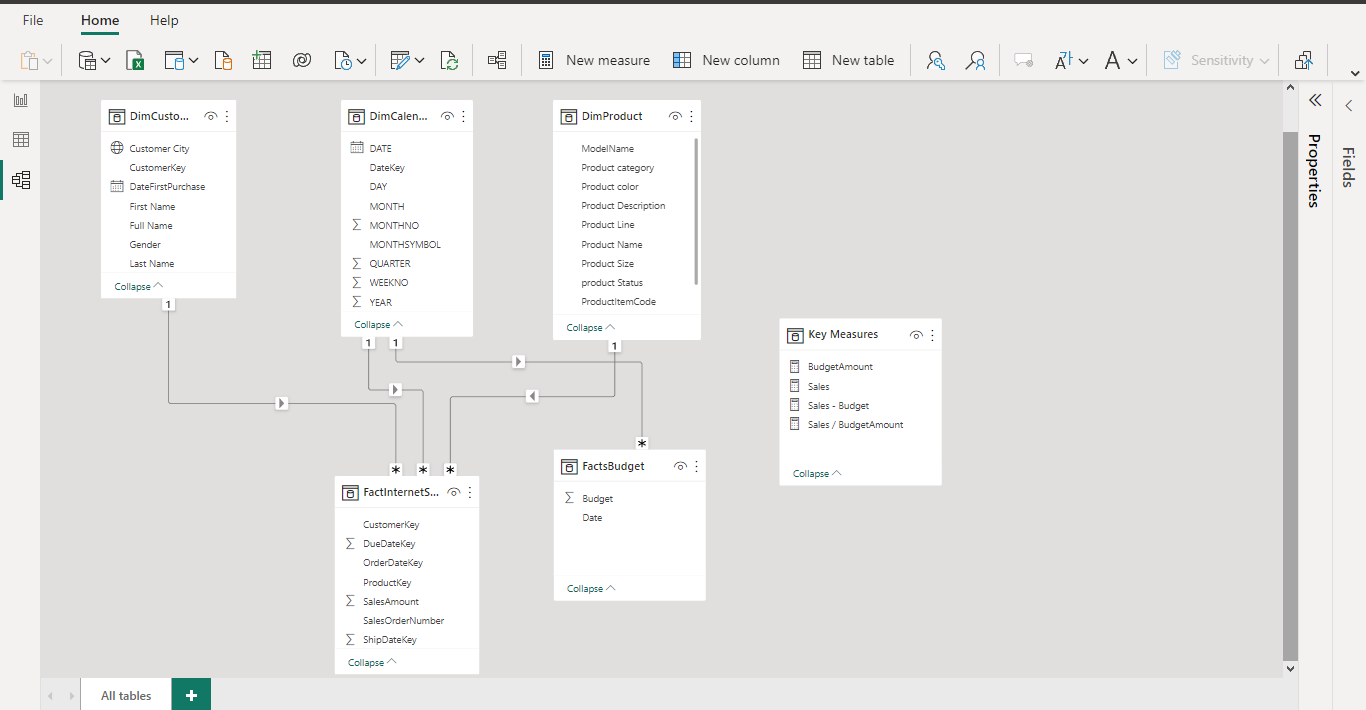 File Home Help
New measure New column New table Sensitivity
DimCusto...
Customer City
CustomerKey
DateFirstPurchase
First Name
Full Name
Gender
Last Name
Collapse
DimCalen...
DATE
DateKey
DAY
MONTH
MONTHNO
MONTHSYMBOL
QUARTER
WEEKNO
YEAR
Collapse
DimProduct
ModelName
Product category
Product color
Product Description
Product Line
Product Name
Product Size
product Status
ProductItemCode
Collapse
1
1 1
1
Key Measures
BudgetAmount
Sales
Sales - Budget
Sales / BudgetAmount
Collapse
* * *
*
FactInternetS...
CustomerKey
DueDateKey
OrderDateKey
ProductKey
SalesAmount
SalesOrderNumber
ShipDateKey
Collapse
FactsBudget
Budget
Date
Collapse
Properties
Fields
All tables